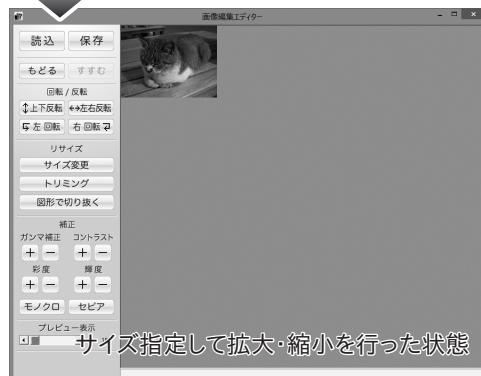 画像編集エディター
読込 保存
もどる すすむ
回転 / 反転
上下反転 左右反転
左回転 右回転
リサイズ
サイズ変更
トリミング
図形で切り抜く
補正
ガンマ補正 コントラスト
+ − + −
彩度 輝度
+ − + −
モノクロ セピア
プレビュー表示
サイズ指定して拡大・縮小を行った状態